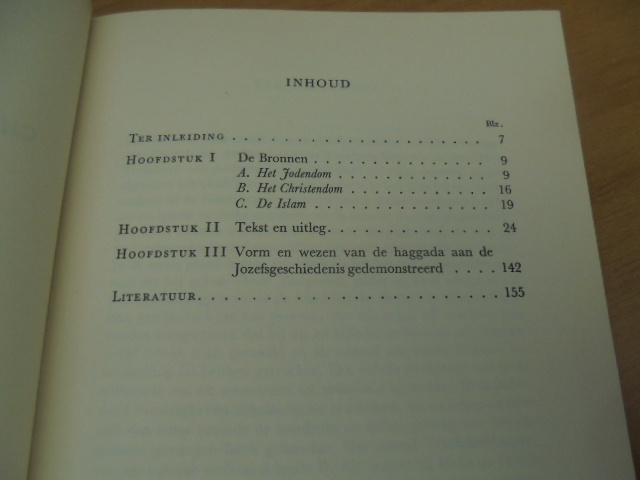 INHOUD
Blz.
TER INLEIDING . . . . . . . . . . . . . . . . . . . . . . 7
HOOFDSTUK I De Bronnen . . . . . . . . . . . . . . . 9
A. Het Jodendom . . . . . . . . . . . . . 9
B. Het Christendom . . . . . . . . . . . . 16
C. De Islam . . . . . . . . . . . . . . . 19
HOOFDSTUK II Tekst en uitleg. . . . . . . . . . . . . . 24
HOOFDSTUK III Vorm en wezen van de haggada aan de
Jozefsgeschiedenis gedemonstreerd . . . . 142
LITERATUUR. . . . . . . . . . . . . . . . . . . . . . . . 155